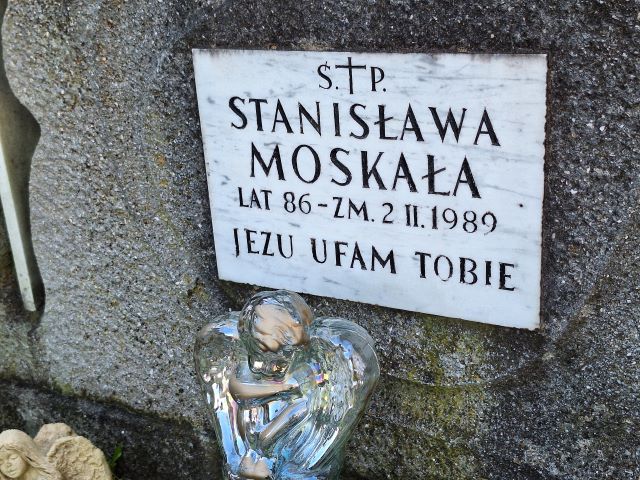 Ś.†P.
STANISŁAWA
MOSKAŁA
LAT 86 - ZM. 2 II. 1989
JEZU UFAM TOBIE